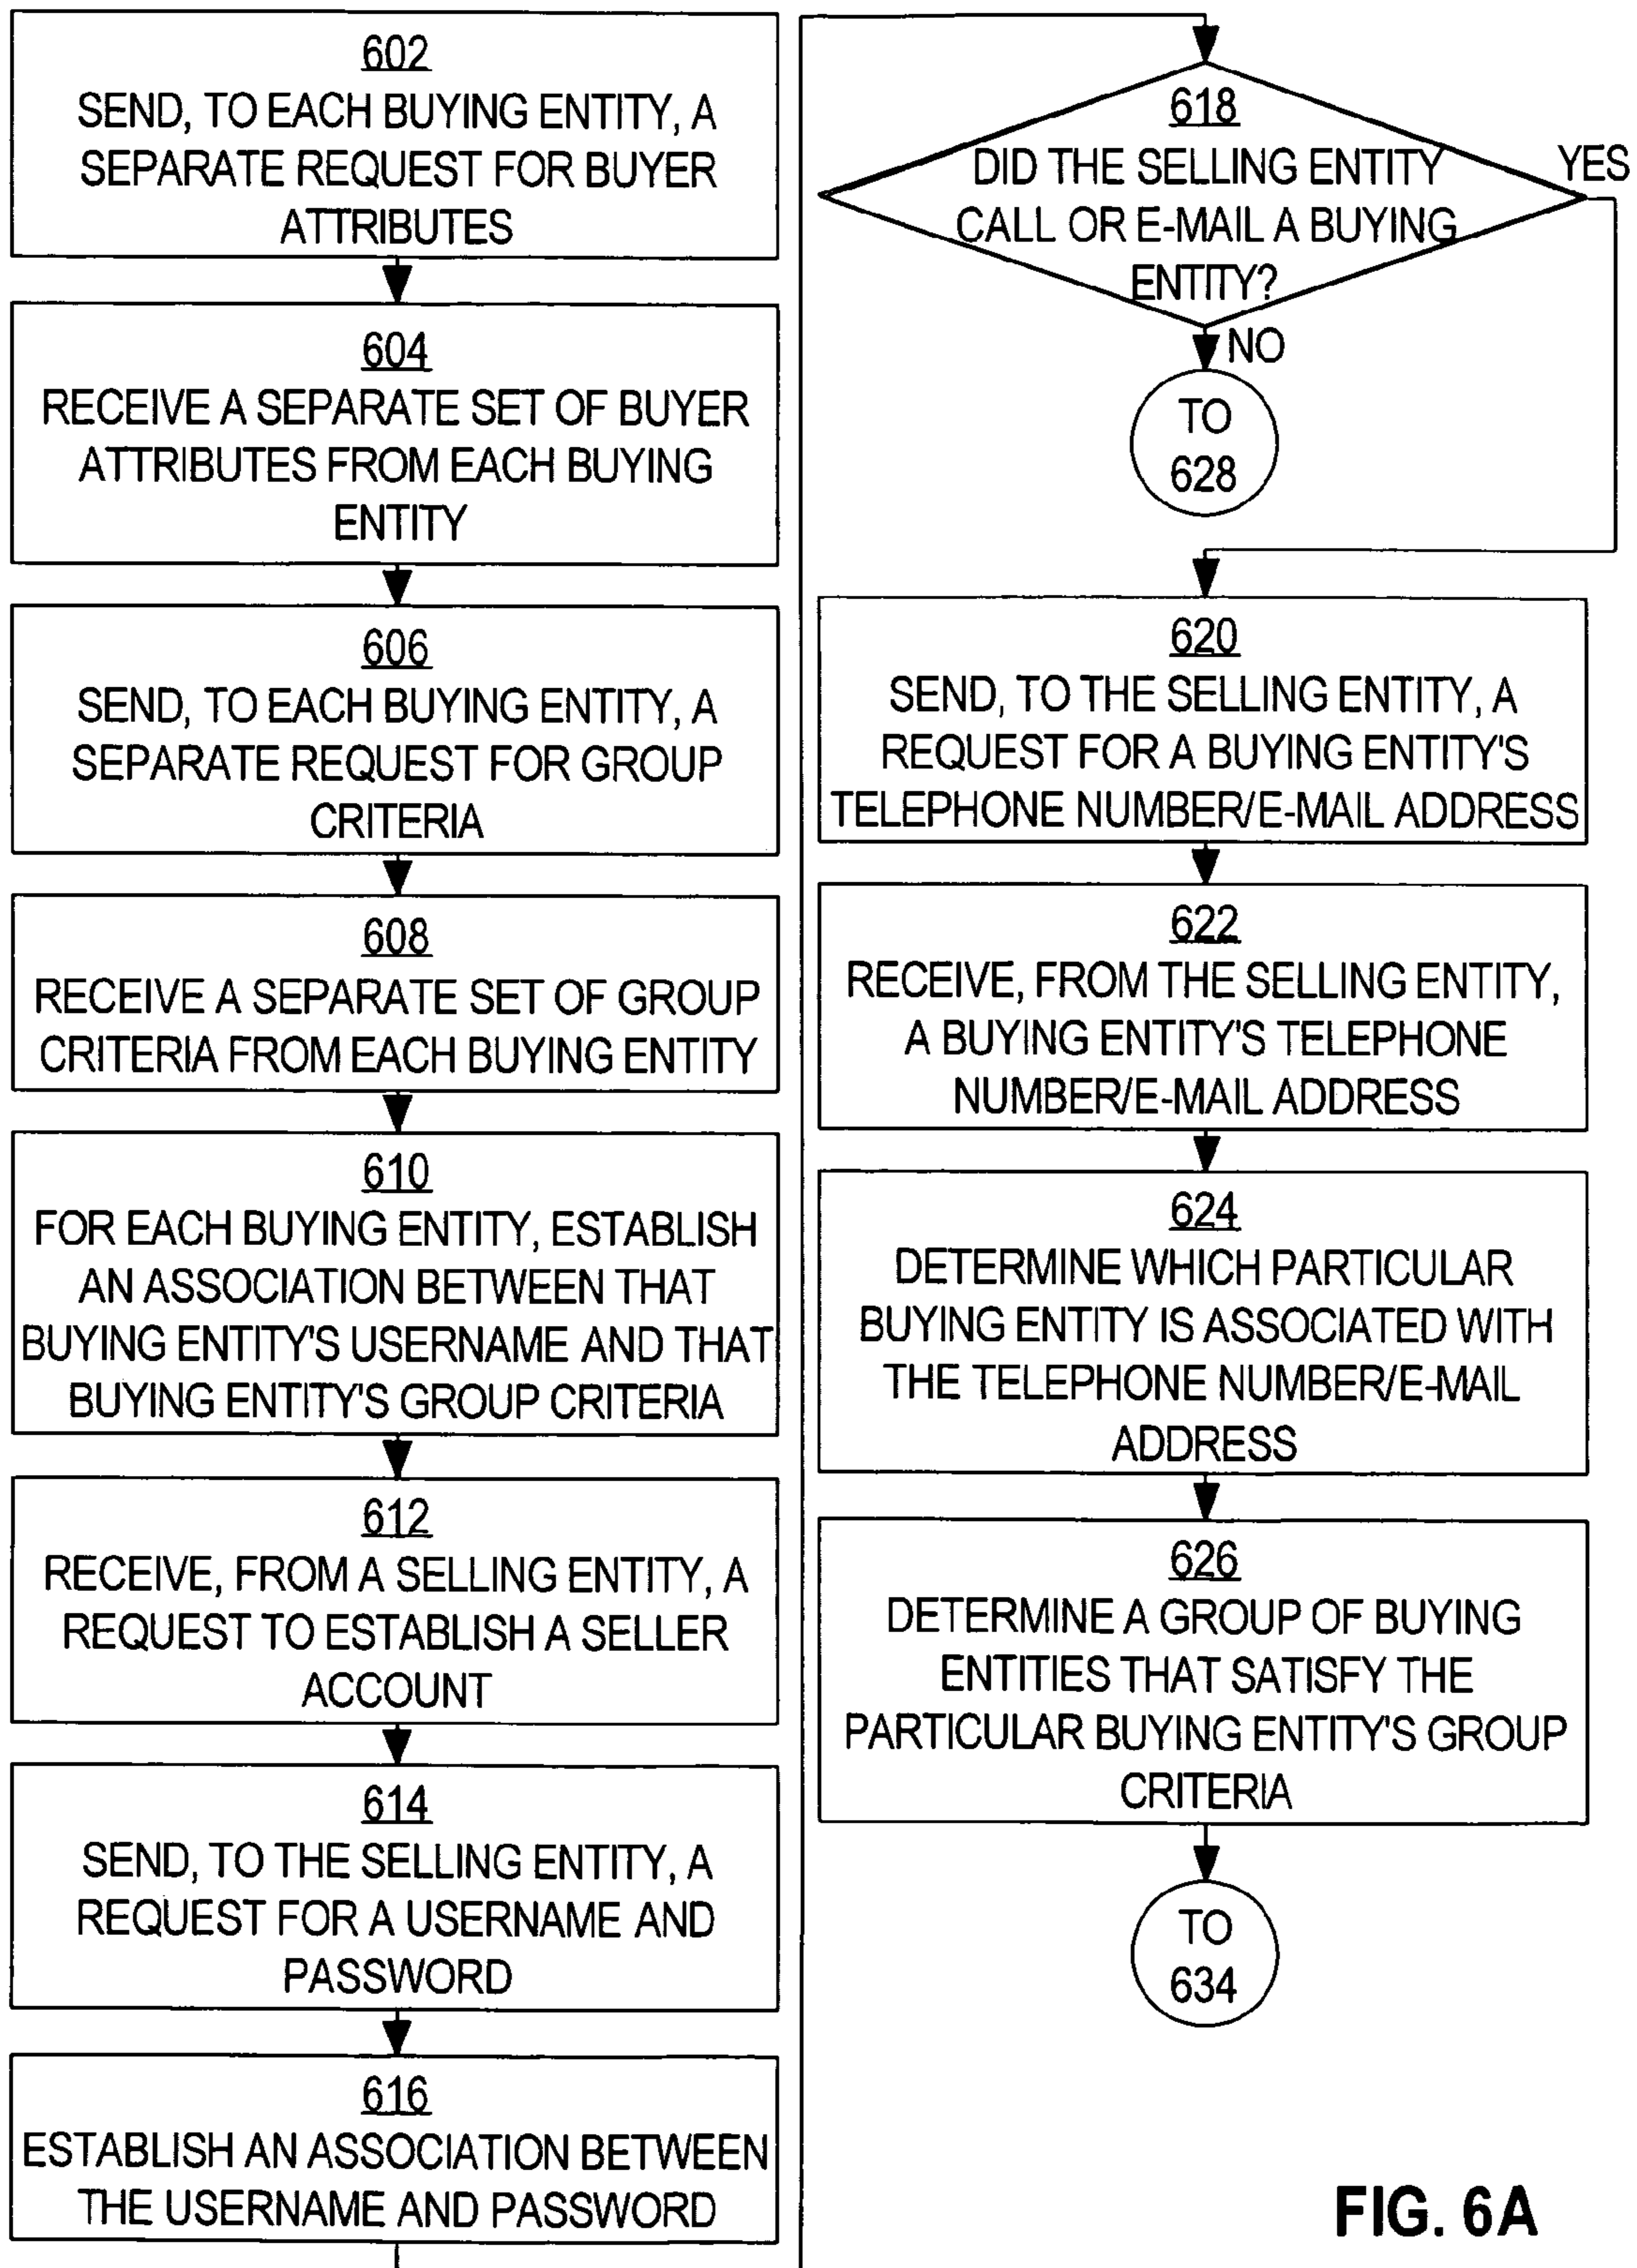 602
SEND, TO EACH BUYING ENTITY, A
SEPARATE REQUEST FOR BUYER
ATTRIBUTES
604
RECEIVE A SEPARATE SET OF BUYER
ATTRIBUTES FROM EACH BUYING
ENTITY
606
SEND, TO EACH BUYING ENTITY, A
SEPARATE REQUEST FOR GROUP
CRITERIA
608
RECEIVE A SEPARATE SET OF GROUP
CRITERIA FROM EACH BUYING ENTITY
610
FOR EACH BUYING ENTITY, ESTABLISH
AN ASSOCIATION BETWEEN THAT
BUYING ENTITY'S USERNAME AND THAT
BUYING ENTITY'S GROUP CRITERIA
612
RECEIVE, FROM A SELLING ENTITY, A
REQUEST TO ESTABLISH A SELLER
ACCOUNT
614
SEND, TO THE SELLING ENTITY, A
REQUEST FOR A USERNAME AND
PASSWORD
616
ESTABLISH AN ASSOCIATION BETWEEN
THE USERNAME AND PASSWORD
618
DID THE SELLING ENTITY
CALL OR E-MAIL A BUYING
ENTITY?
YES
NO
TO
628
620
SEND, TO THE SELLING ENTITY, A
REQUEST FOR A BUYING ENTITY'S
TELEPHONE NUMBER/E-MAIL ADDRESS
622
RECEIVE, FROM THE SELLING ENTITY,
A BUYING ENTITY'S TELEPHONE
NUMBER/E-MAIL ADDRESS
624
DETERMINE WHICH PARTICULAR
BUYING ENTITY IS ASSOCIATED WITH
THE TELEPHONE NUMBER/E-MAIL
ADDRESS
626
DETERMINE A GROUP OF BUYING
ENTITIES THAT SATISFY THE
PARTICULAR BUYING ENTITY'S GROUP
CRITERIA
TO
634
FIG. 6A